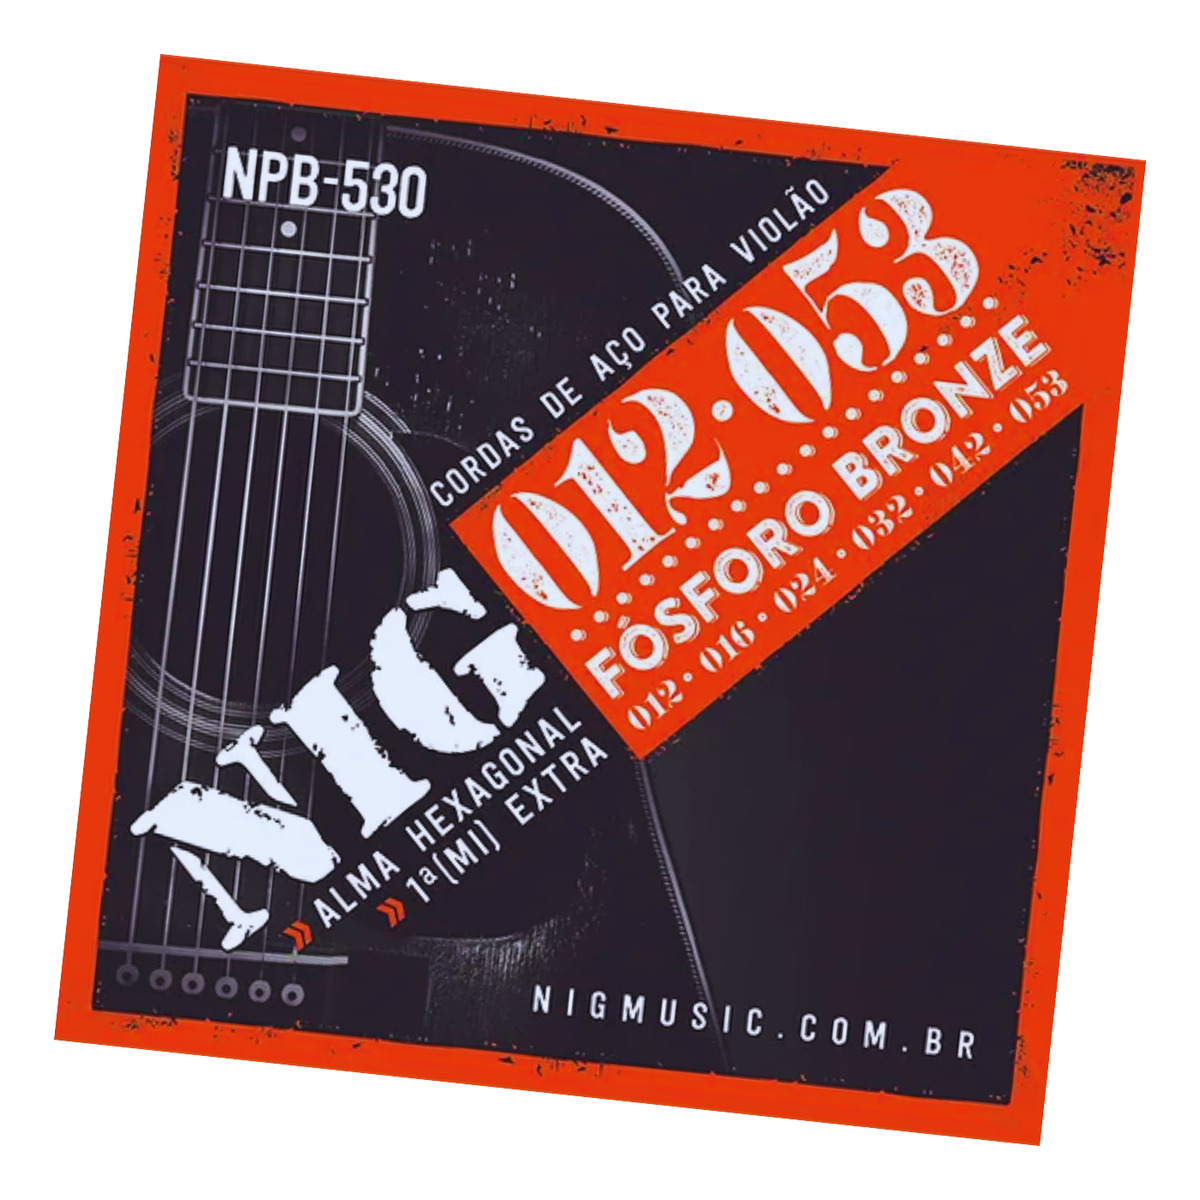 NPB-530
CORDAS DE AÇO PARA VIOLÃO
012·053
FÓSFORO BRONZE
012 · 016 · 024 · 032 · 042 · 053
NIG
ALMA HEXAGONAL
1ª(MI) EXTRA
NIGMUSIC.COM.BR